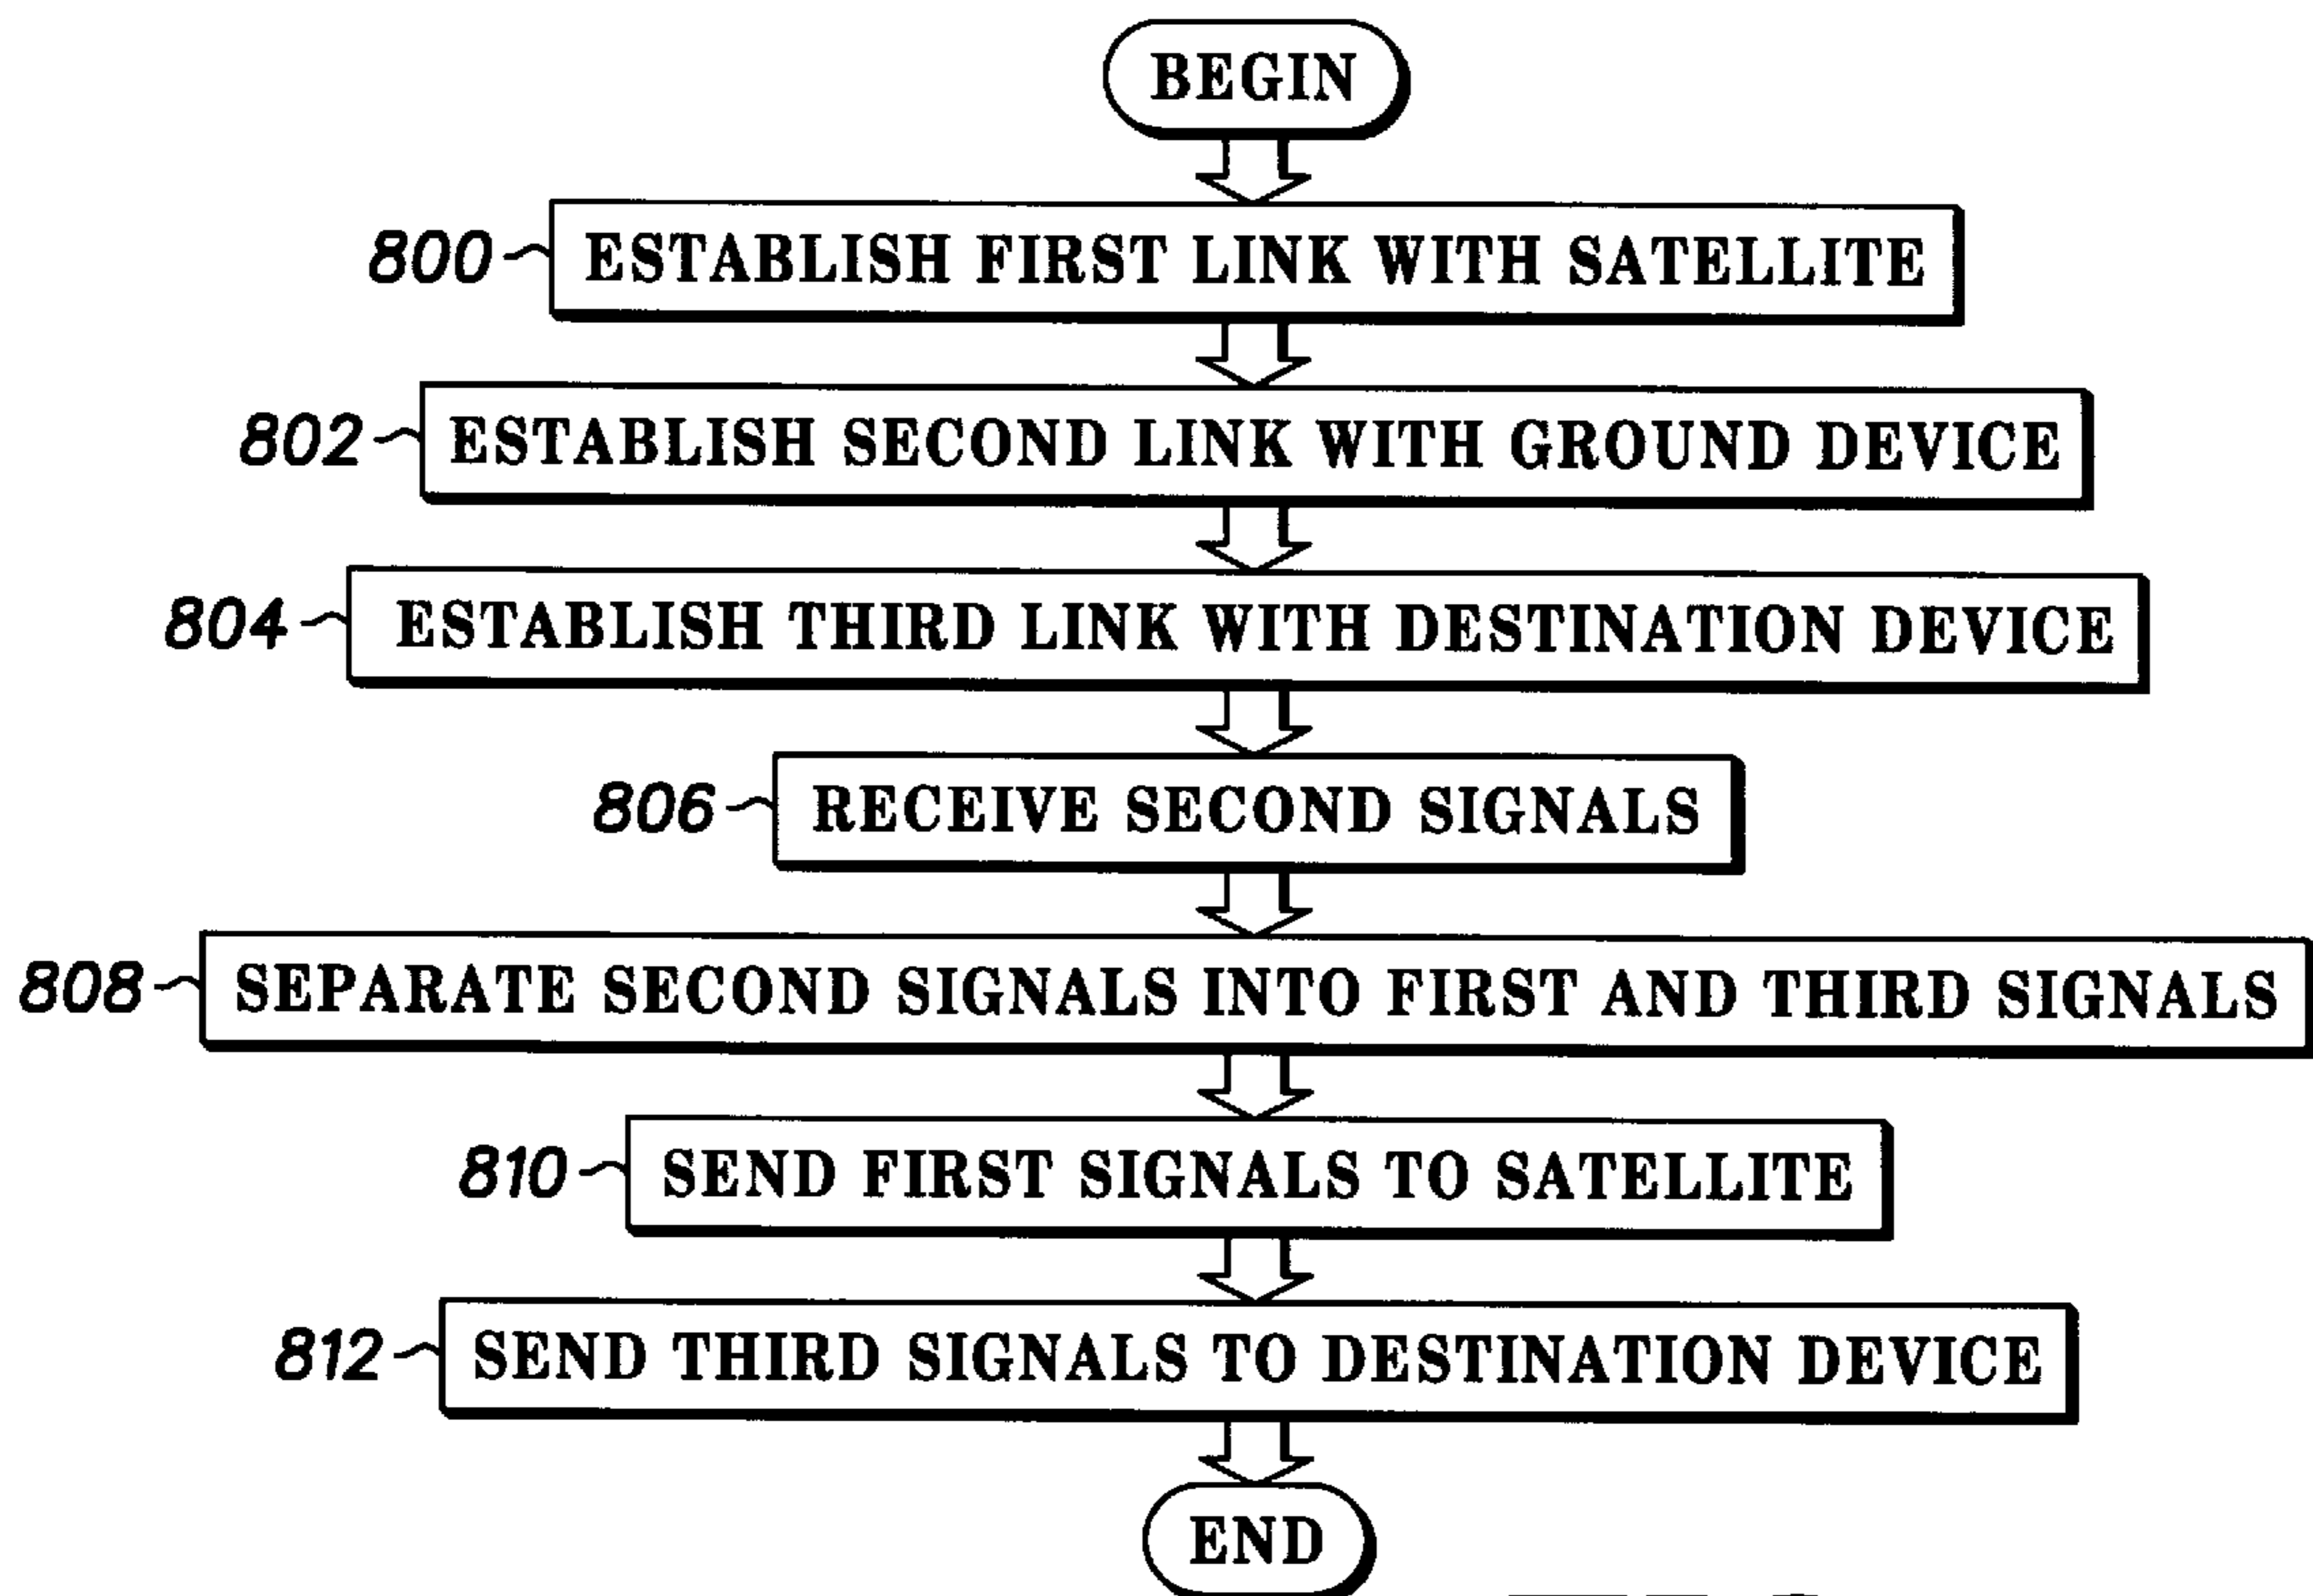 BEGIN
800 ESTABLISH FIRST LINK WITH SATELLITE
802 ESTABLISH SECOND LINK WITH GROUND DEVICE
804 ESTABLISH THIRD LINK WITH DESTINATION DEVICE
806 RECEIVE SECOND SIGNALS
808 SEPARATE SECOND SIGNALS INTO FIRST AND THIRD SIGNALS
810 SEND FIRST SIGNALS TO SATELLITE
812 SEND THIRD SIGNALS TO DESTINATION DEVICE
END